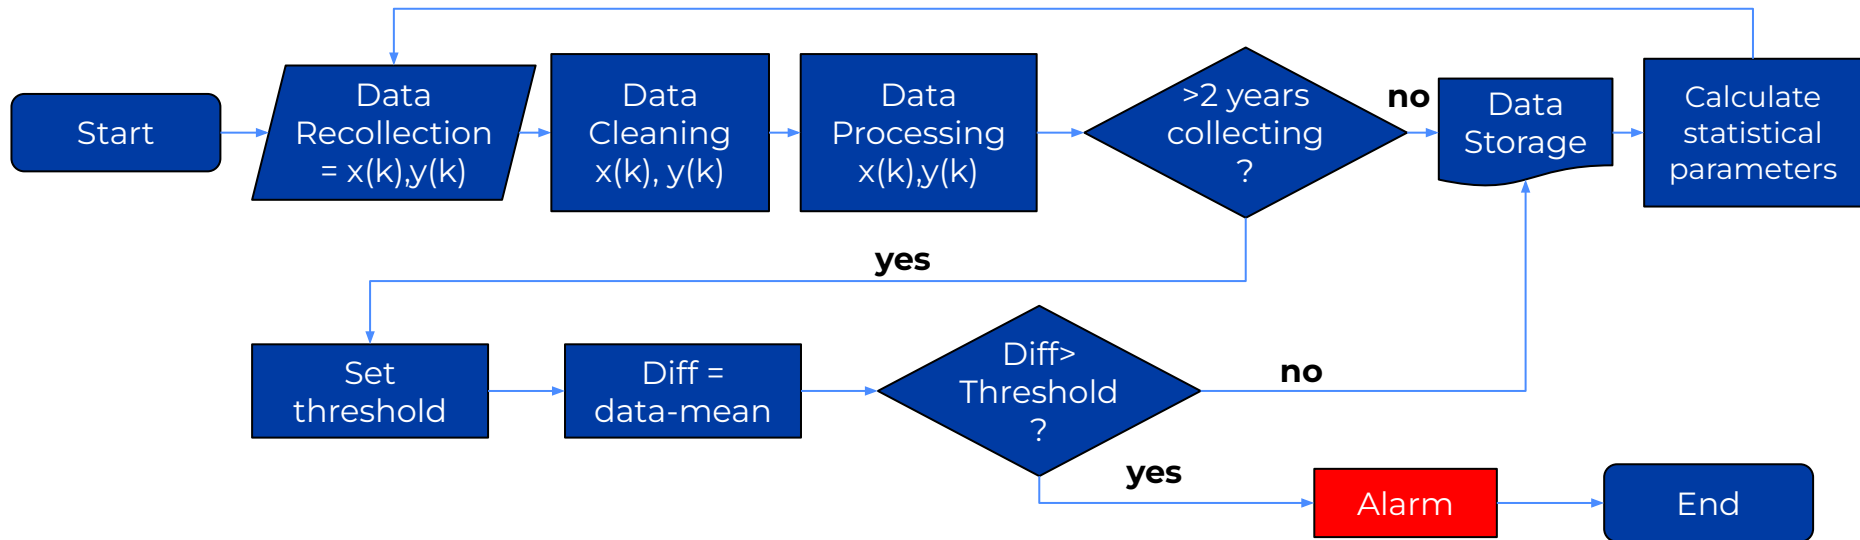 Start
Data
Recollection
= x(k),y(k)
Data
Cleaning
x(k), y(k)
Data
Processing
x(k),y(k)
>2 years
collecting
?
no
Data
Storage
Calculate
statistical
parameters
yes
Set
threshold
Diff =
data-mean
Diff>
Threshold
?
no
yes
Alarm
End